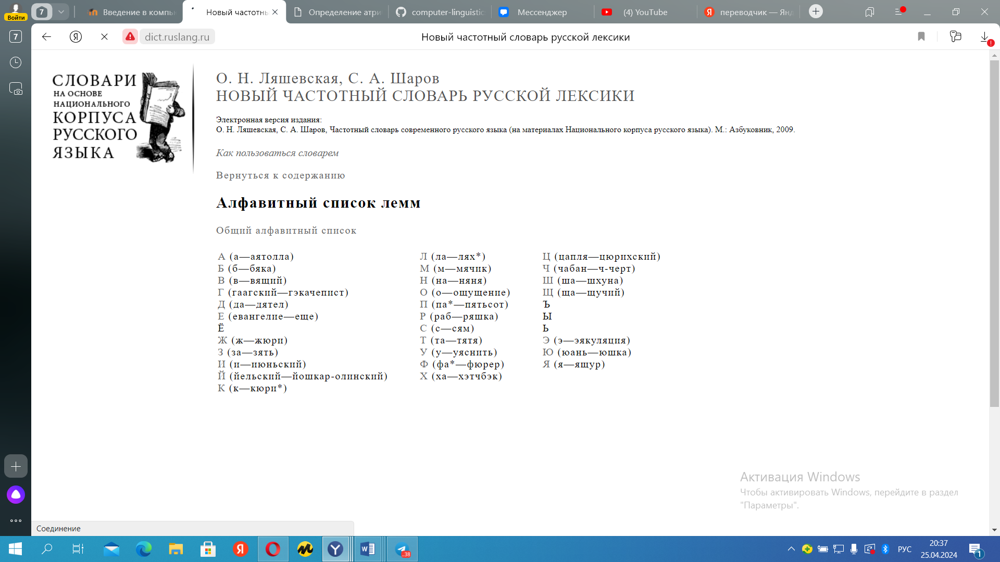 Войти
7
Введение в компь
Новый частотнь
Определение атри
computer-linguistic
Мессенджер
(4) YouTube
переводчик — Янд
7
dict.ruslang.ru
Новый частотный словарь русской лексики
СЛОВАРИ
НА ОСНОВЕ
НАЦИОНАЛЬНОГО
КОРПУСА
РУССКОГО
ЯЗЫКА
О. Н. Ляшевская, С. А. Шаров
НОВЫЙ ЧАСТОТНЫЙ СЛОВАРЬ РУССКОЙ ЛЕКСИКИ
Электронная версия издания:
О. Н. Ляшевская, С. А. Шаров, Частотный словарь современного русского языка (на материалах Национального корпуса русского языка). М.: Азбуковник, 2009.
Как пользоваться словарем
Вернуться к содержанию
Алфавитный список лемм
Общий алфавитный список
А (а—аятолла)
Б (б—бяка)
В (в—вящий)
Г (гаагский—гэкачепист)
Д (да—дятел)
Е (евангелие—еще)
Ё
Ж (ж—жюри)
З (за—зять)
И (и—июньский)
Й (йельский—йошкар-олинский)
К (к—кюри*)
Л (ла—лях*)
М (м—мячик)
Н (на—няня)
О (о—ощущение)
П (па*—пятьсот)
Р (раб—ряшка)
С (с—сям)
Т (та—тятя)
У (у—уяснить)
Ф (фа*—фюрер)
Х (ха—хэтчбэк)
Ц (цапля—цюрихский)
Ч (чабан—ч-черт)
Ш (ша—шхуна)
Щ (ща—щучий)
Ъ
Ы
Ь
Э (э—эякуляция)
Ю (юань—юшка)
Я (я—ящур)
Активация Windows
Чтобы активировать Windows, перейдите в раздел
"Параметры".
Соединение
..38
РУС
20:37
25.04.2024
1